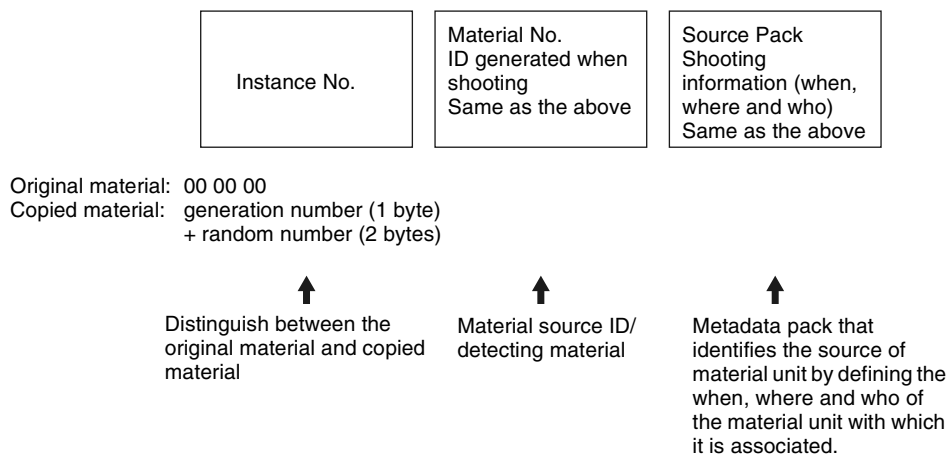 Instance No.
Material No.
ID generated when
shooting
Same as the above
Source Pack
Shooting
information (when,
where and who)
Same as the above
Original material: 00 00 00
Copied material: generation number (1 byte)
+ random number (2 bytes)
Distinguish between the
original material and copied
material
Material source ID/
detecting material
Metadata pack that
identifies the source of
material unit by defining the
when, where and who of
the material unit with which
it is associated.